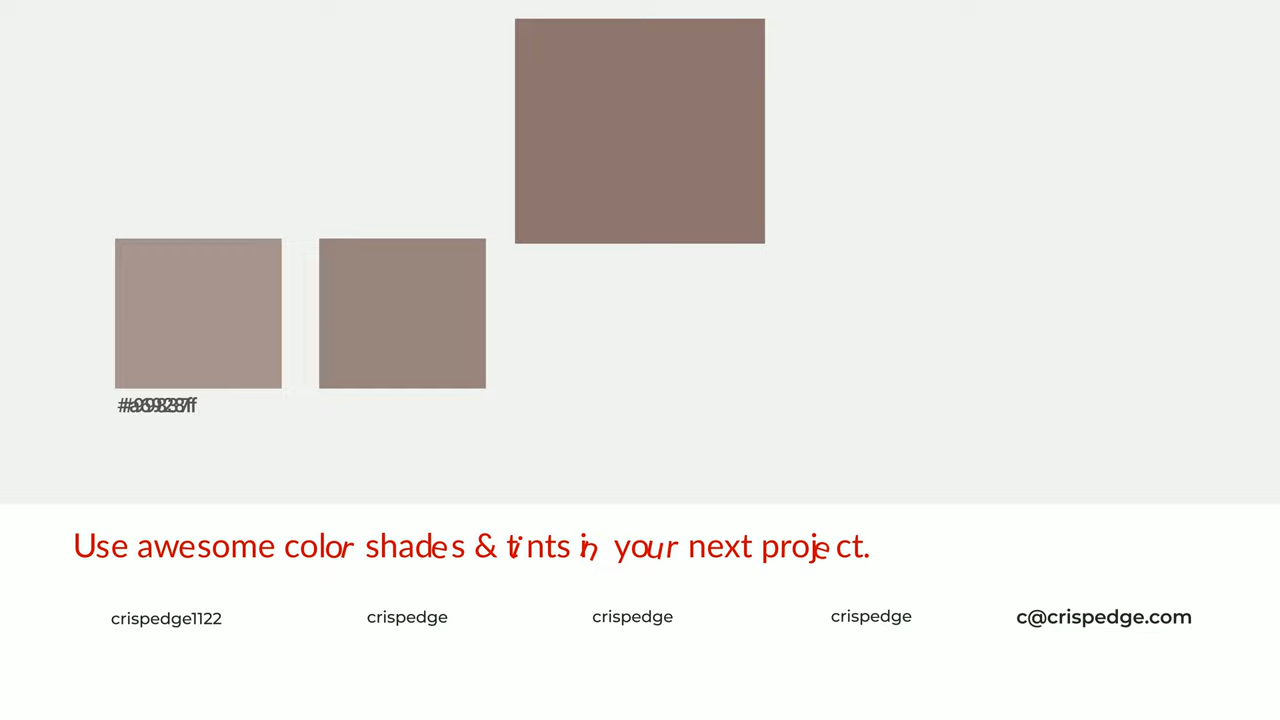 Use awesome color shades & tints in your next project.
crispedge1122 crispedge crispedge crispedge c@crispedge.com